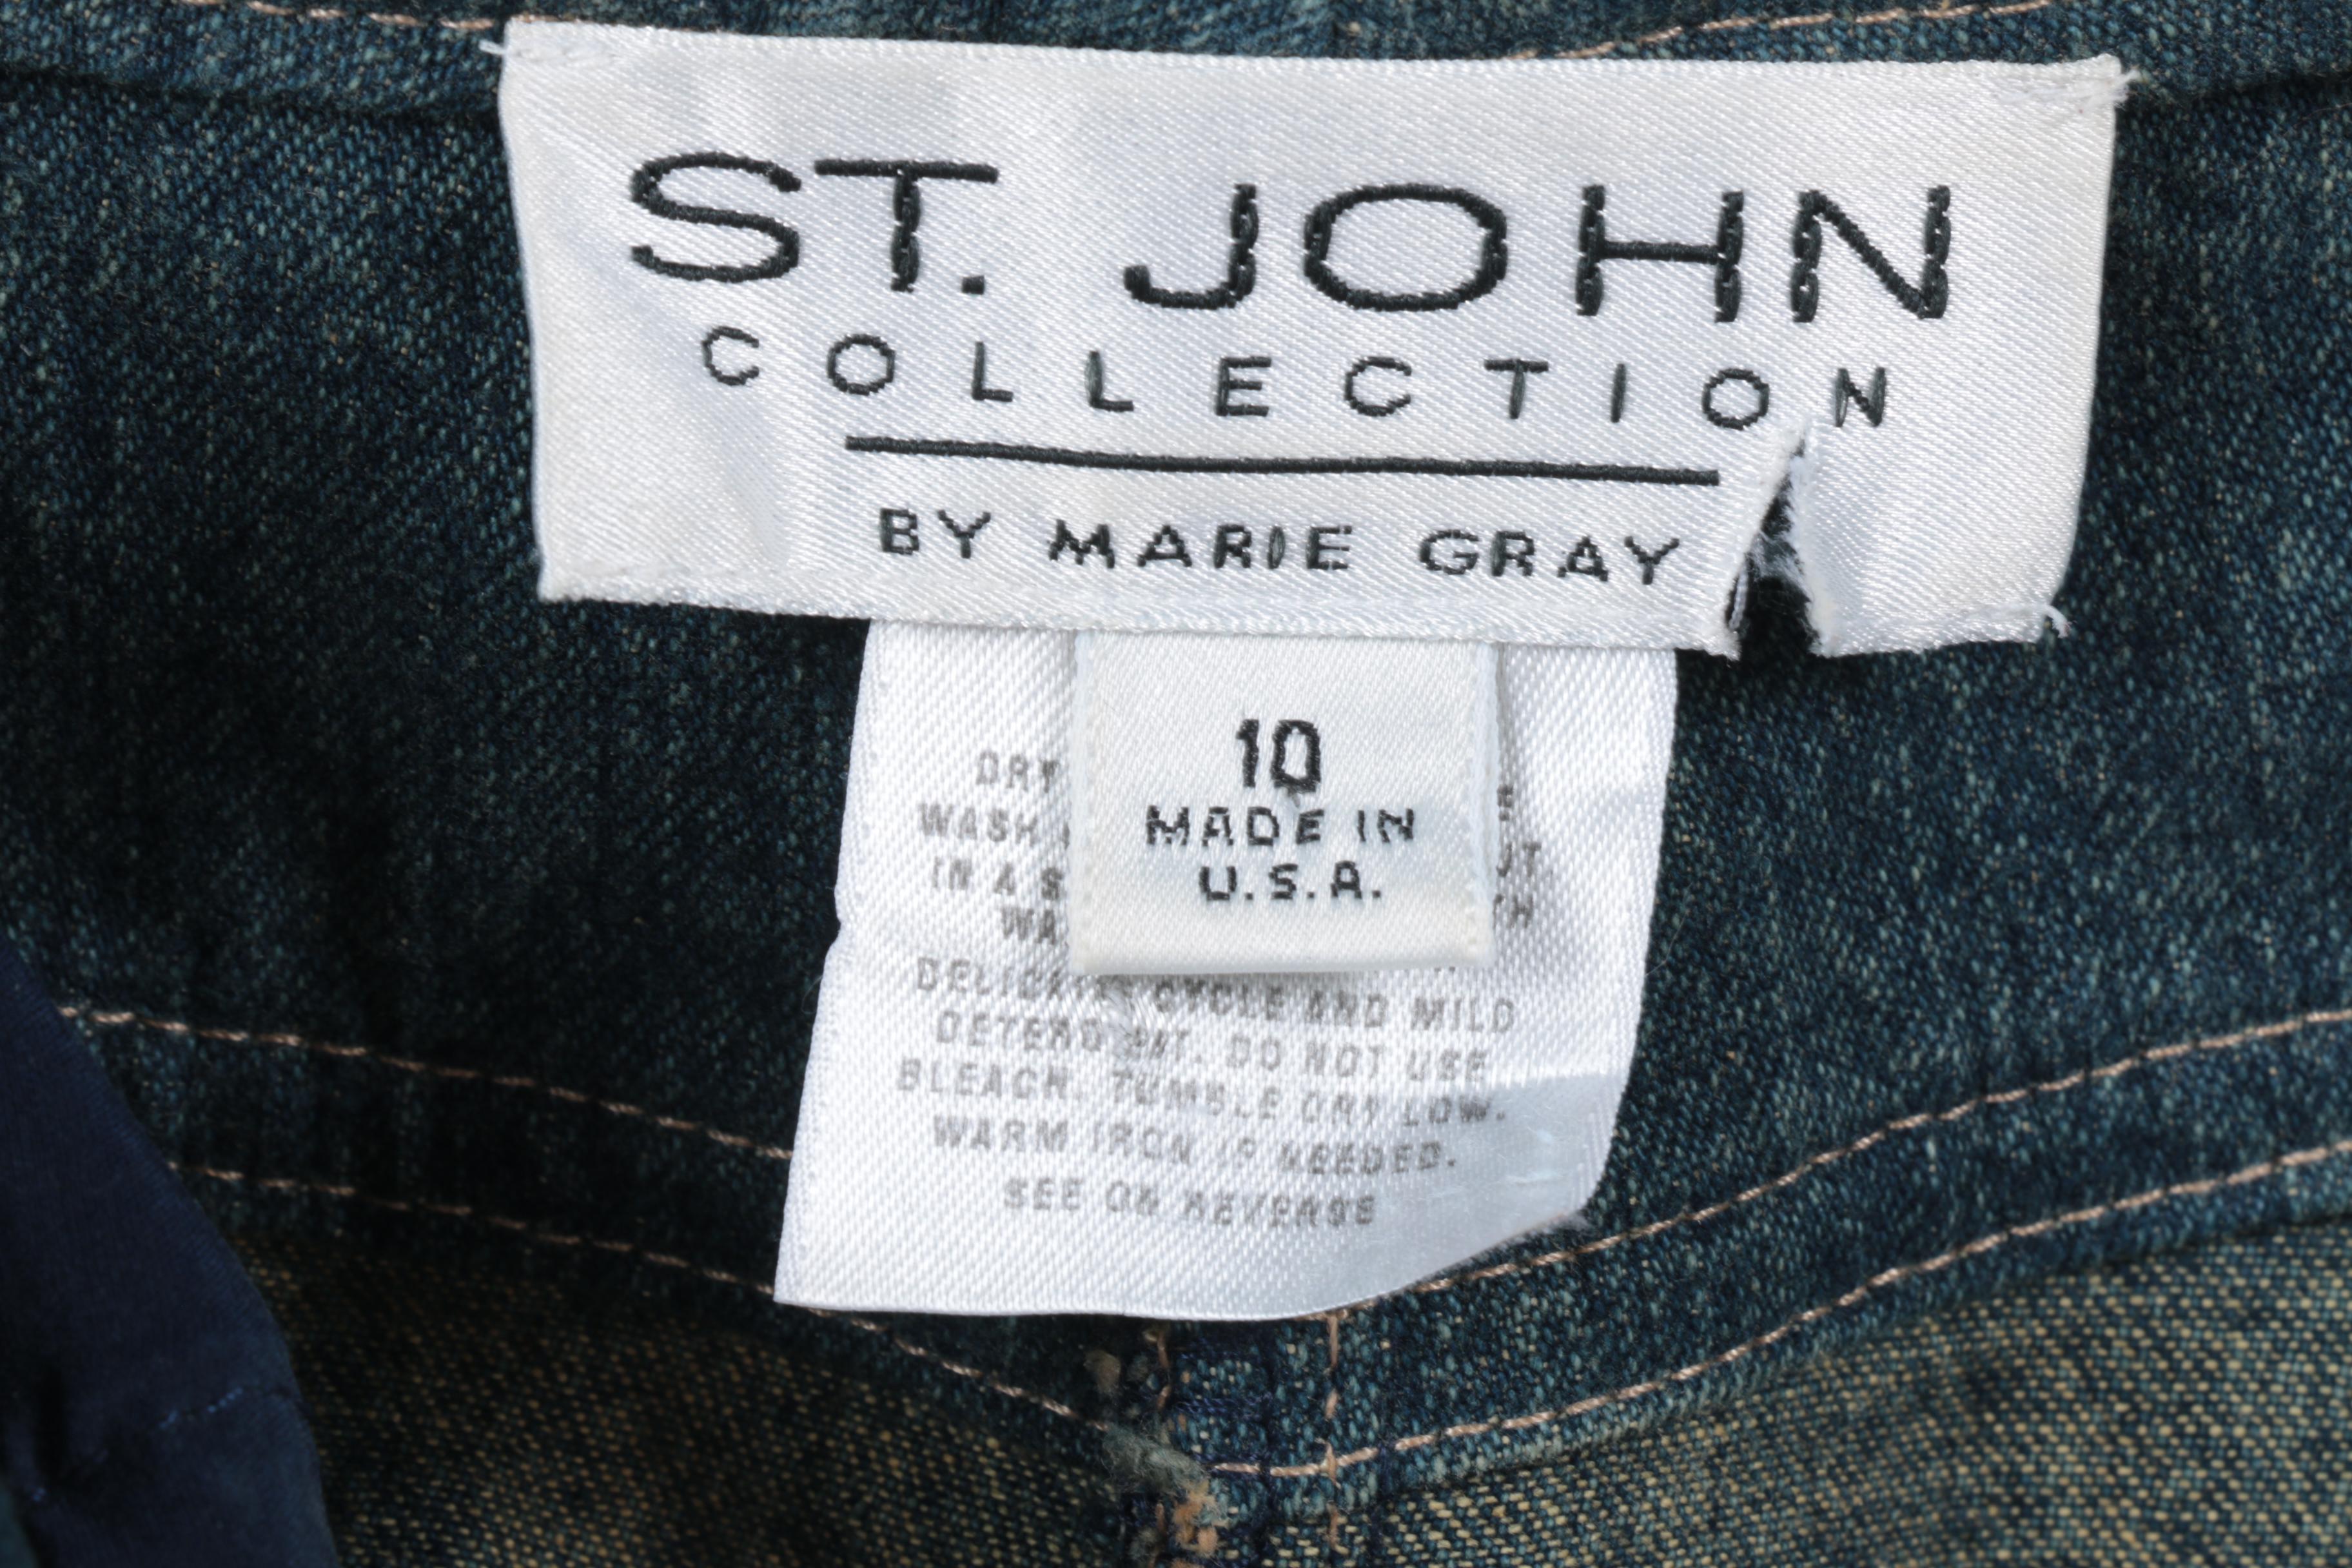 ST. JOHN
COLLECTION
BY MARIE GRAY
10
MADE IN
U.S.A.
DRY
WASH
IN A
DELICATE CYCLE AND MILD
DETERGENT. DO NOT USE
BLEACH. TUMBLE DRY LOW.
WARM IRON IF NEEDED.
SEE ON REVERSE